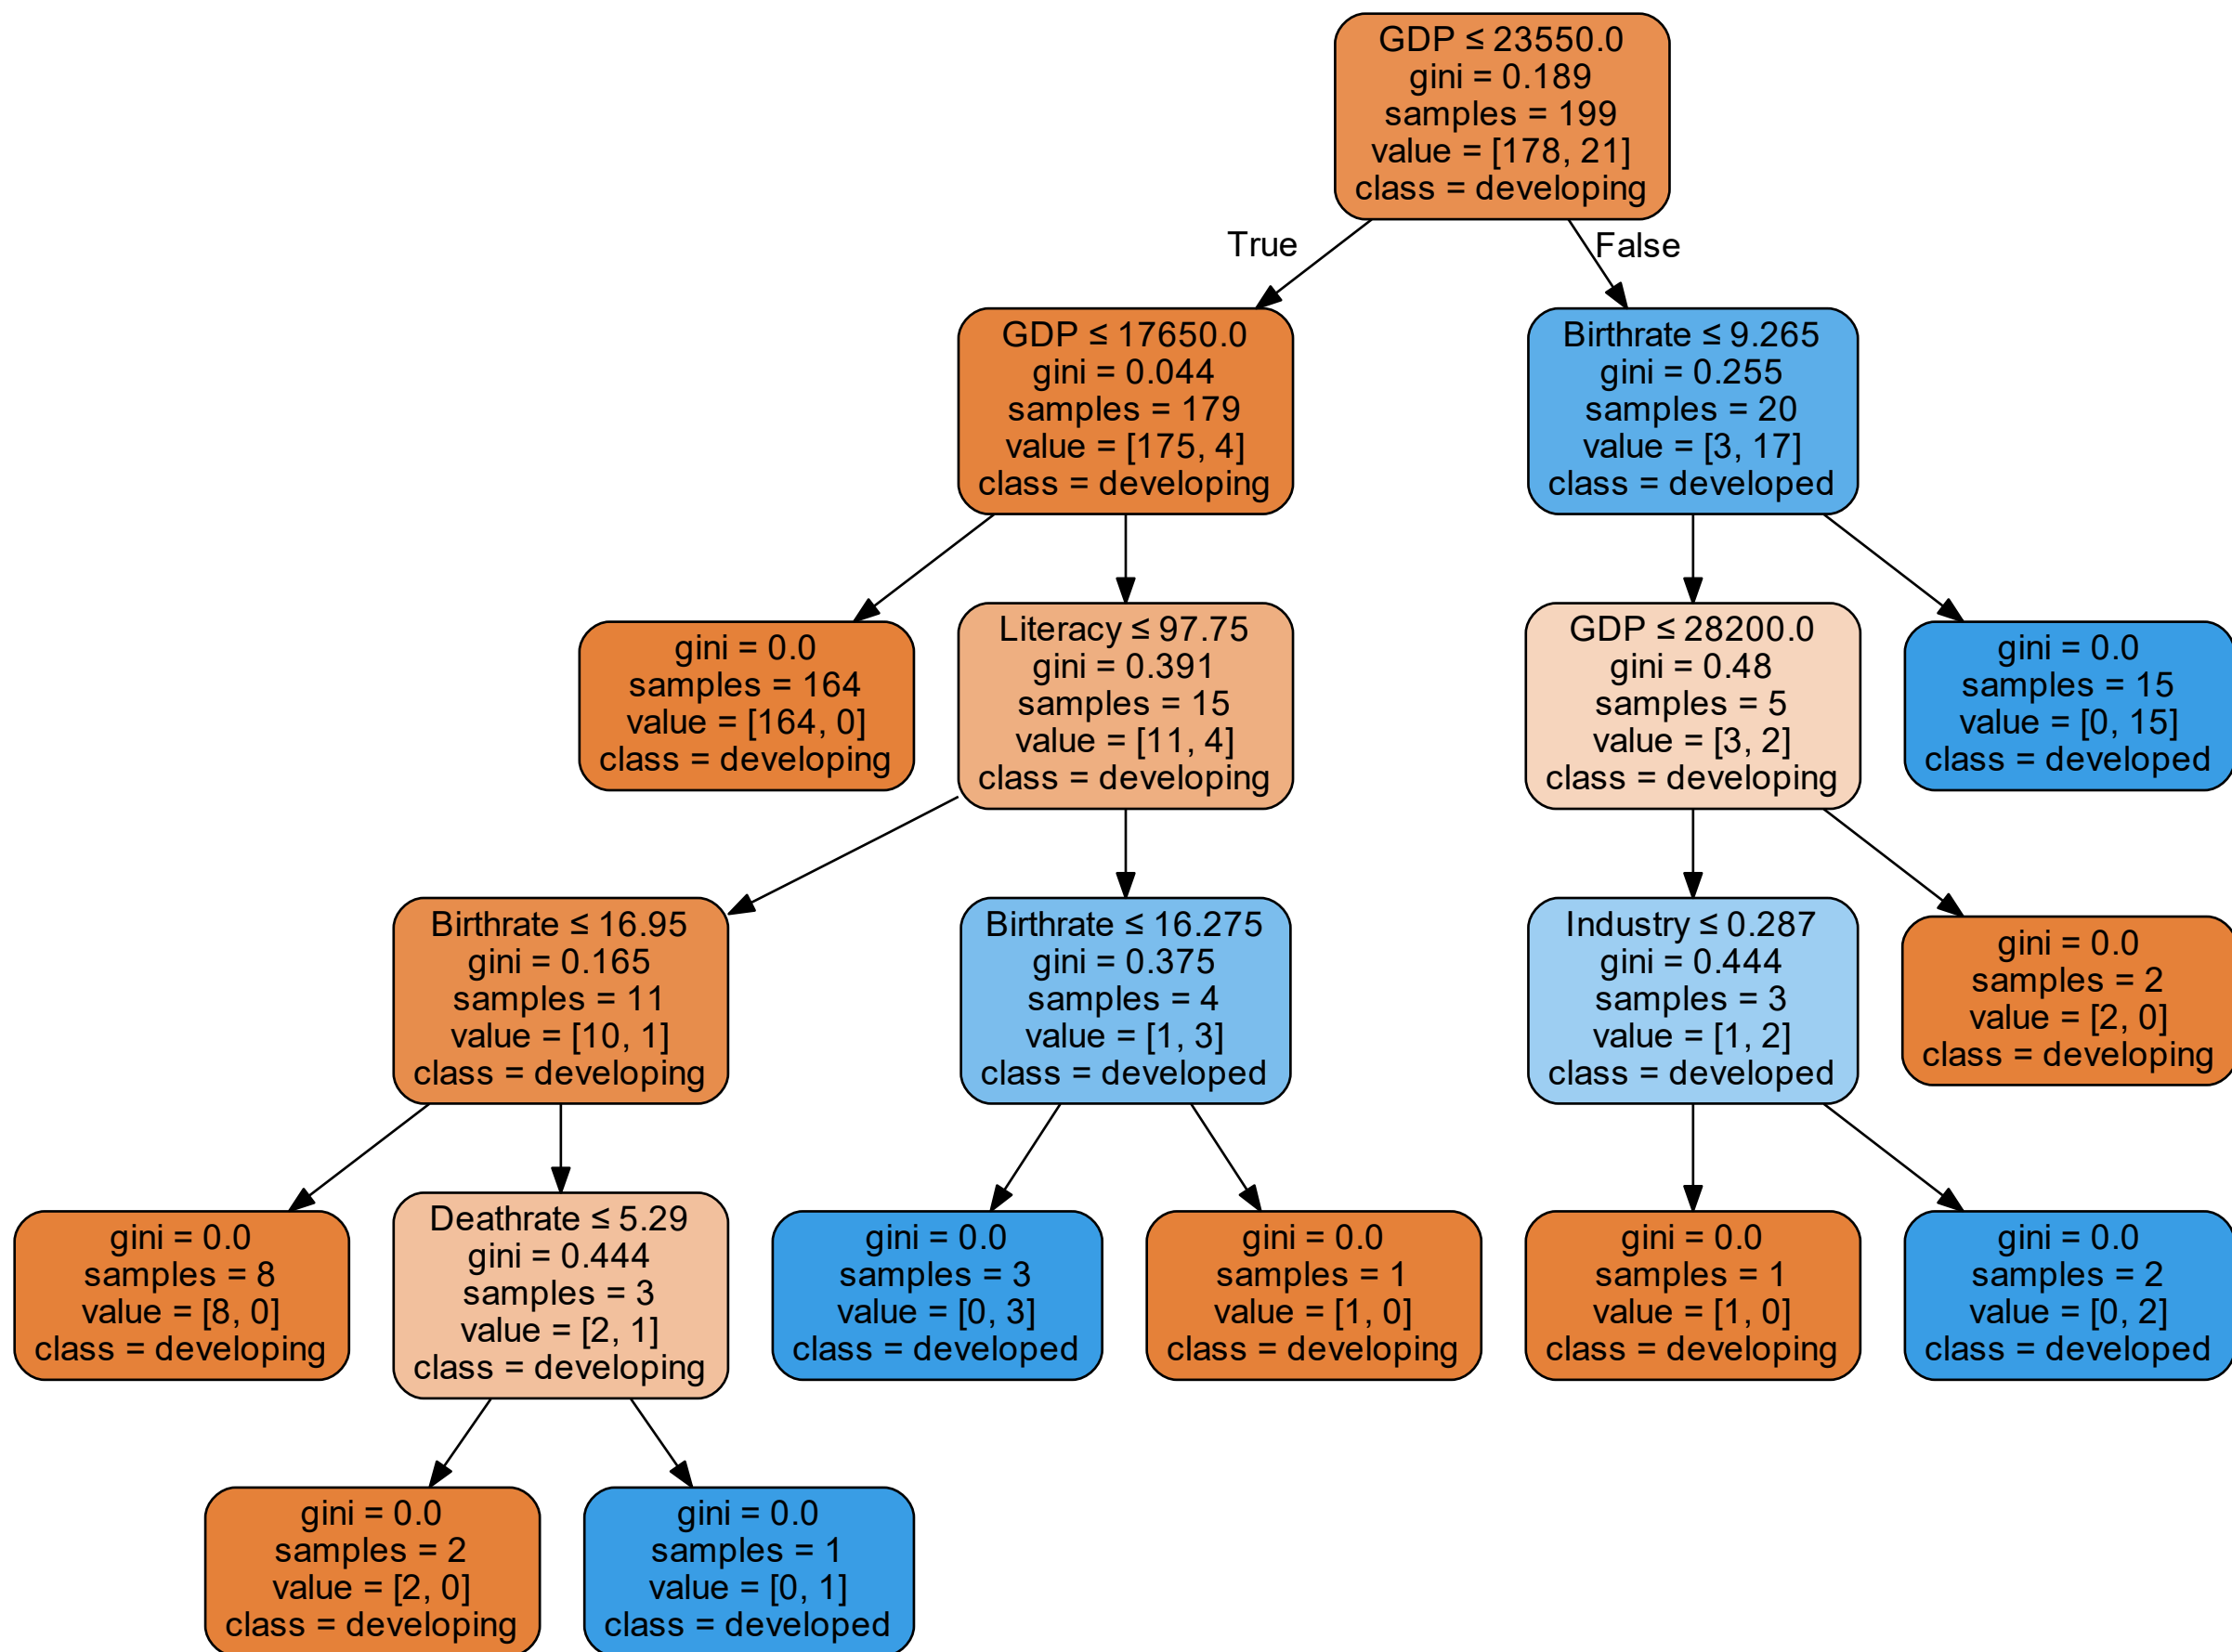 GDP ≤ 23550.0
gini = 0.189
samples = 199
value = [178, 21]
class = developing
True
False
GDP ≤ 17650.0
gini = 0.044
samples = 179
value = [175, 4]
class = developing
Birthrate ≤ 9.265
gini = 0.255
samples = 20
value = [3, 17]
class = developed
gini = 0.0
samples = 164
value = [164, 0]
class = developing
Literacy ≤ 97.75
gini = 0.391
samples = 15
value = [11, 4]
class = developing
GDP ≤ 28200.0
gini = 0.48
samples = 5
value = [3, 2]
class = developing
gini = 0.0
samples = 15
value = [0, 15]
class = developed
Birthrate ≤ 16.95
gini = 0.165
samples = 11
value = [10, 1]
class = developing
Birthrate ≤ 16.275
gini = 0.375
samples = 4
value = [1, 3]
class = developed
Industry ≤ 0.287
gini = 0.444
samples = 3
value = [1, 2]
class = developed
gini = 0.0
samples = 2
value = [2, 0]
class = developing
gini = 0.0
samples = 8
value = [8, 0]
class = developing
Deathrate ≤ 5.29
gini = 0.444
samples = 3
value = [2, 1]
class = developing
gini = 0.0
samples = 3
value = [0, 3]
class = developed
gini = 0.0
samples = 1
value = [1, 0]
class = developing
gini = 0.0
samples = 1
value = [1, 0]
class = developing
gini = 0.0
samples = 2
value = [0, 2]
class = developed
gini = 0.0
samples = 2
value = [2, 0]
class = developing
gini = 0.0
samples = 1
value = [0, 1]
class = developed